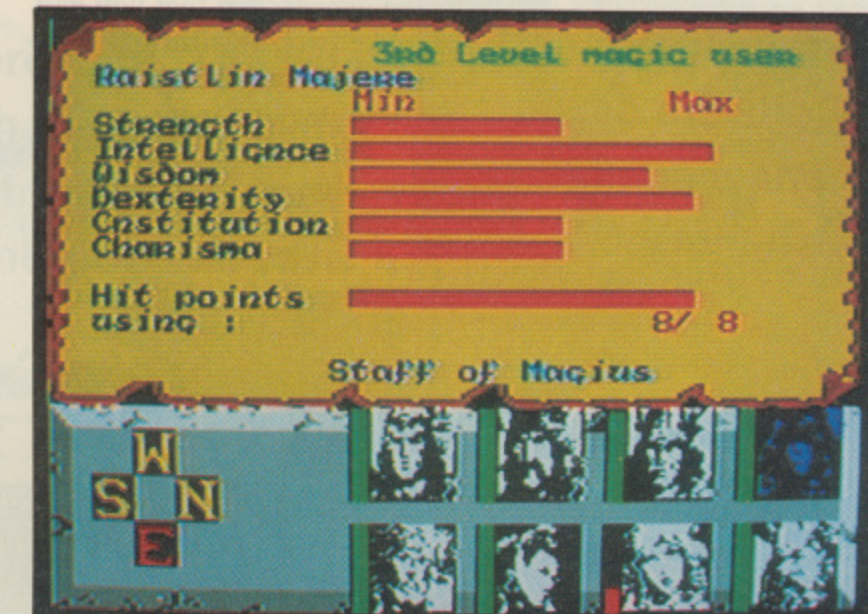 3rd Level magic user
Raistlin Majere
Min Max
Strength
Intellignce
Wisdom
Dexterity
Cnstitution
Charisma
Hit points
using : 8/ 8
Staff of Magius
W
S N
E